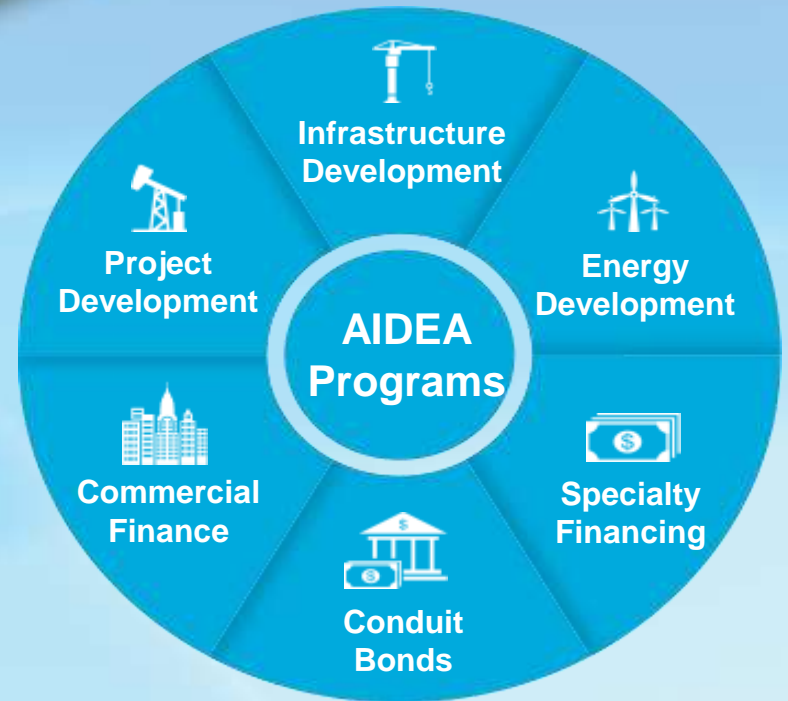 Infrastructure
Development
Project
Development
Energy
Development
AIDEA
Programs
Commercial
Finance
Specialty
Financing
Conduit
Bonds